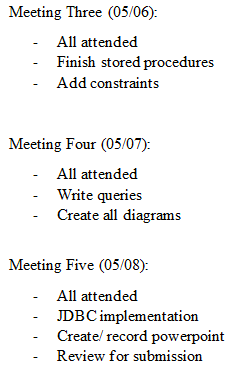 Meeting Three (05/06):
- All attended
- Finish stored procedures
- Add constraints
Meeting Four (05/07):
- All attended
- Write queries
- Create all diagrams
Meeting Five (05/08):
- All attended
- JDBC implementation
- Create/ record powerpoint
- Review for submission